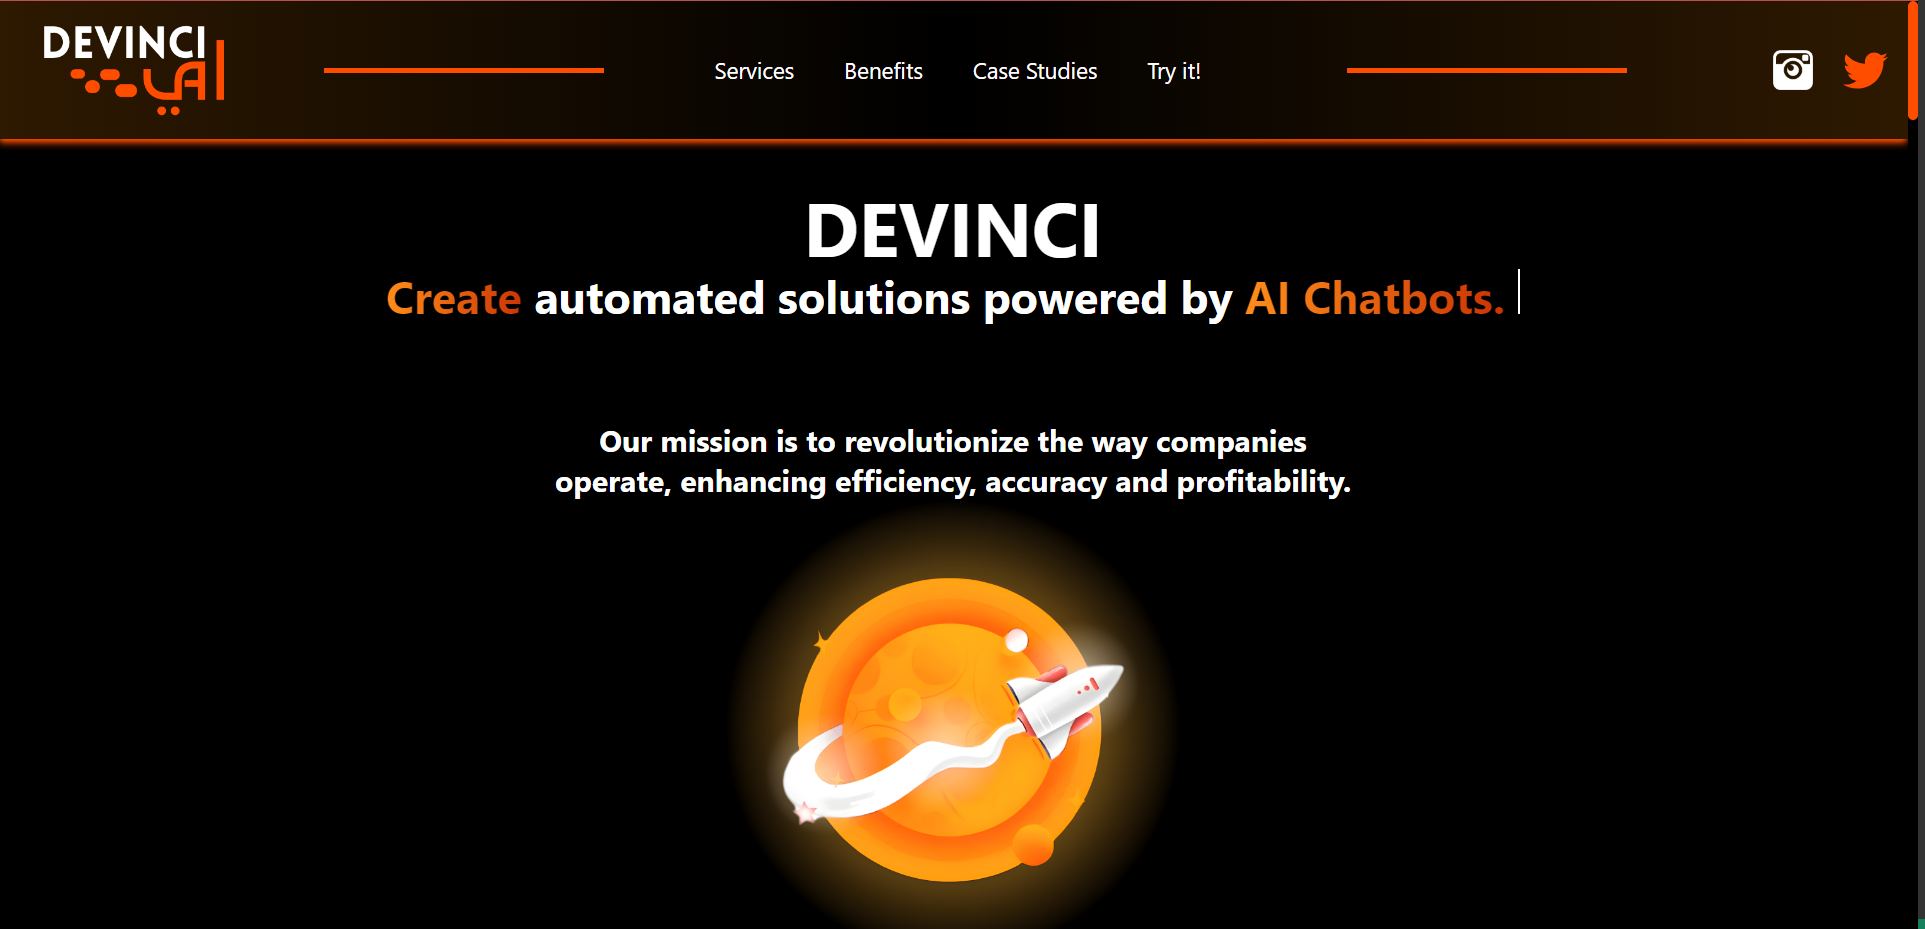 DEVINCI
Services Benefits Case Studies Try it!
DEVINCI
Create automated solutions powered by AI Chatbots.
Our mission is to revolutionize the way companies
operate, enhancing efficiency, accuracy and profitability.